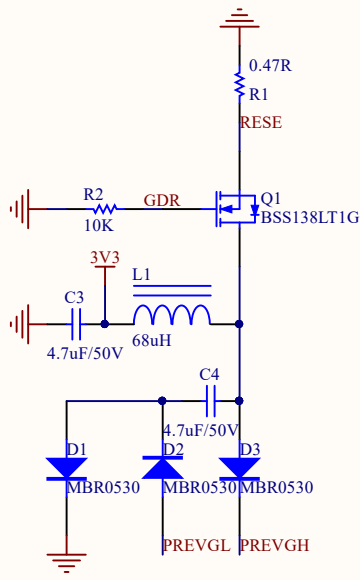 0.47R
R1
RESE
R2
GDR
10K
Q1
BSS138LT1G
3V3
L1
C3
4.7uF/50V
68uH
C4
4.7uF/50V
D1
D2
D3
MBR0530
MBR0530
MBR0530
PREVGL
PREVGH